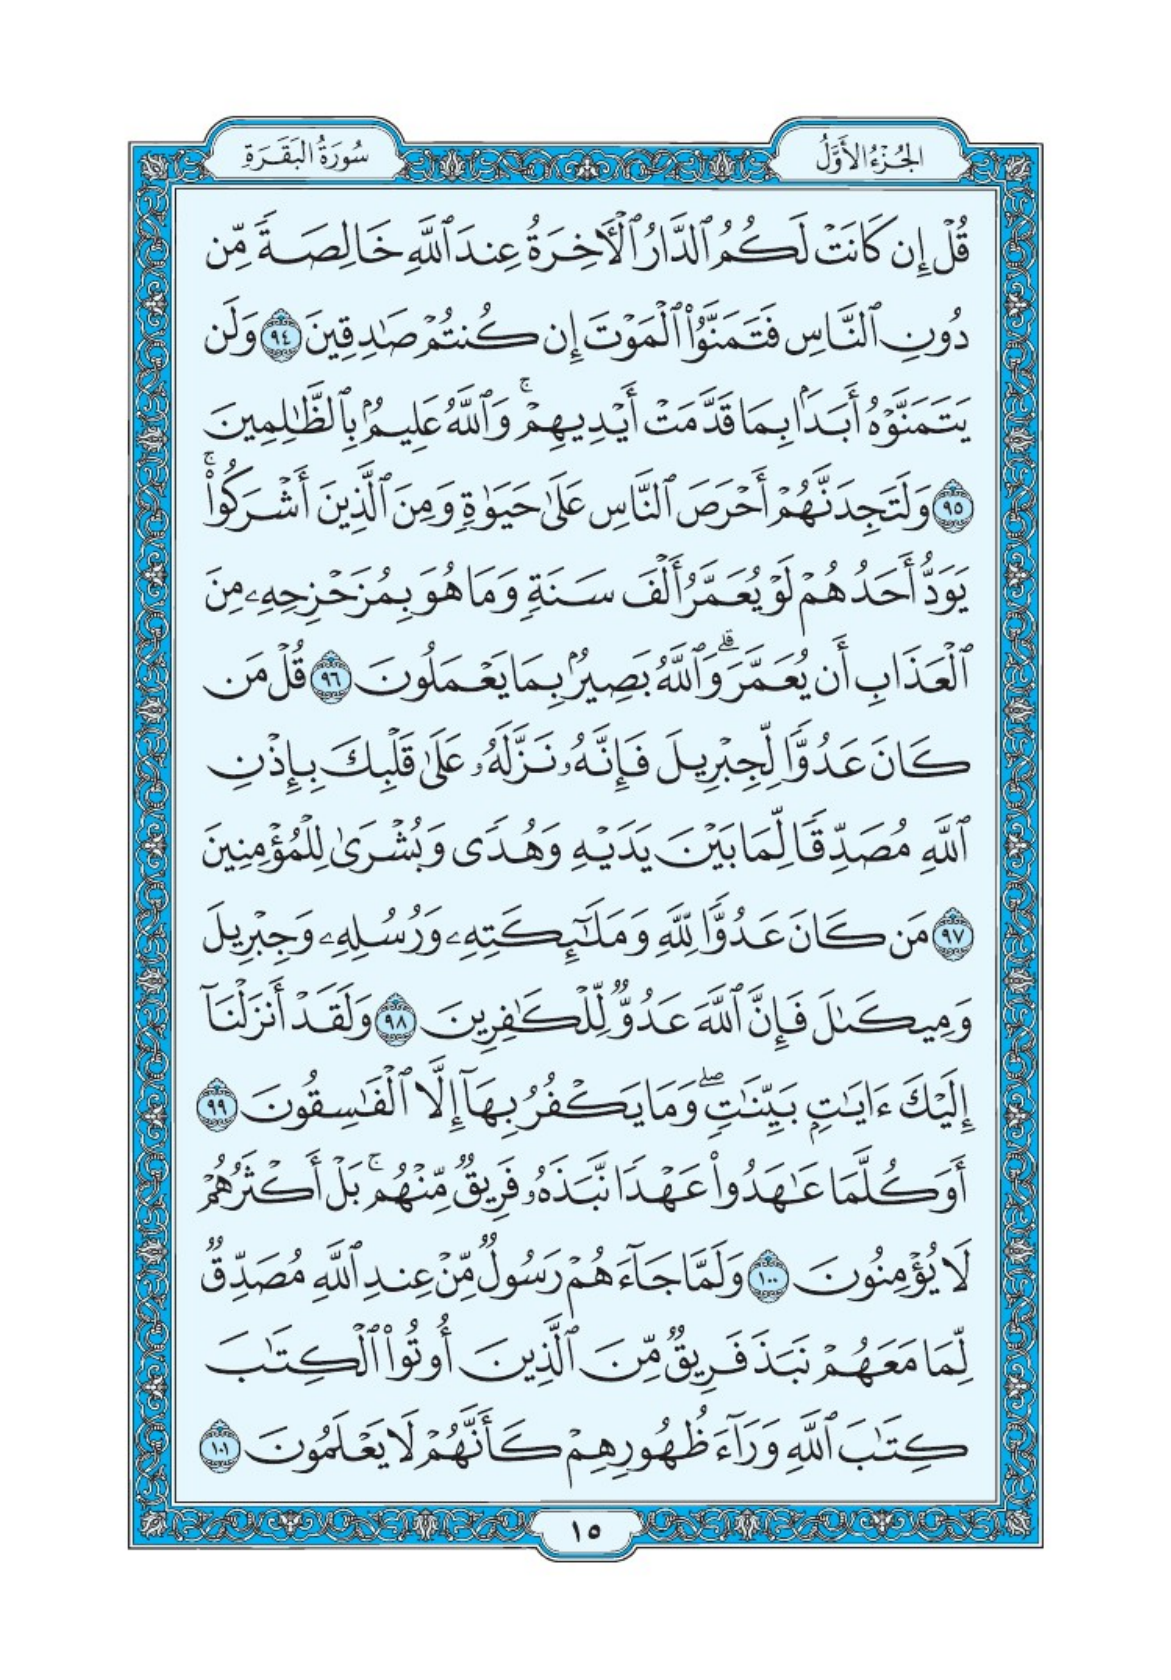 الجُزْءُ الأَوَّلُ
سُورَةُ البَقَرَةِ
قُلْ إِن كَانَتْ لَكُمُ ٱلدَّارُ ٱلْأٓخِرَةُ عِندَ ٱللَّهِ خَالِصَةً مِّن
دُونِ ٱلنَّاسِ فَتَمَنَّوُا۟ ٱلْمَوْتَ إِن كُنتُمْ صَٰدِقِينَ ٩٤ وَلَن
يَتَمَنَّوْهُ أَبَدًۢا بِمَا قَدَّمَتْ أَيْدِيهِمْ ۚ وَٱللَّهُ عَلِيمٌۢ بِٱلظَّٰلِمِينَ
٩٥ وَلَتَجِدَنَّهُمْ أَحْرَصَ ٱلنَّاسِ عَلَىٰ حَيَوٰةٍ وَمِنَ ٱلَّذِينَ أَشْرَكُوا۟ ۚ
يَوَدُّ أَحَدُهُمْ لَوْ يُعَمَّرُ أَلْفَ سَنَةٍ وَمَا هُوَ بِمُزَحْزِحِهِۦ مِنَ
ٱلْعَذَابِ أَن يُعَمَّرَ ۗ وَٱللَّهُ بَصِيرٌۢ بِمَا يَعْمَلُونَ ٩٦ قُلْ مَن
كَانَ عَدُوًّا لِّجِبْرِيلَ فَإِنَّهُۥ نَزَّلَهُۥ عَلَىٰ قَلْبِكَ بِإِذْنِ
ٱللَّهِ مُصَدِّقًا لِّمَا بَيْنَ يَدَيْهِ وَهُدًى وَبُشْرَىٰ لِلْمُؤْمِنِينَ
٩٧ مَن كَانَ عَدُوًّا لِّلَّهِ وَمَلَٰٓئِكَتِهِۦ وَرُسُلِهِۦ وَجِبْرِيلَ
وَمِيكَىٰلَ فَإِنَّ ٱللَّهَ عَدُوٌّ لِّلْكَٰفِرِينَ ٩٨ وَلَقَدْ أَنزَلْنَآ
إِلَيْكَ ءَايَٰتٍۭ بَيِّنَٰتٍ ۖ وَمَا يَكْفُرُ بِهَآ إِلَّا ٱلْفَٰسِقُونَ ٩٩
أَوَكُلَّمَا عَٰهَدُوا۟ عَهْدًا نَّبَذَهُۥ فَرِيقٌ مِّنْهُم ۚ بَلْ أَكْثَرُهُمْ
لَا يُؤْمِنُونَ ١٠٠ وَلَمَّا جَآءَهُمْ رَسُولٌ مِّنْ عِندِ ٱللَّهِ مُصَدِّقٌ
لِّمَا مَعَهُمْ نَبَذَ فَرِيقٌ مِّنَ ٱلَّذِينَ أُوتُوا۟ ٱلْكِتَٰبَ
كِتَٰبَ ٱللَّهِ وَرَآءَ ظُهُورِهِمْ كَأَنَّهُمْ لَا يَعْلَمُونَ ١٠١
١٥